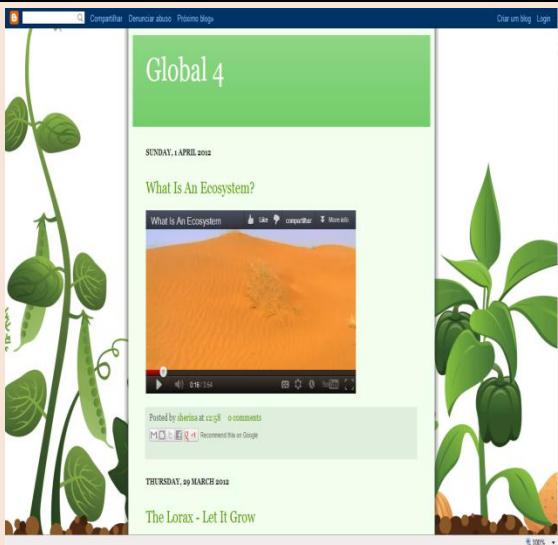 Compartilhar Denunciar abuso Próximo blog» Criar um blog Login
Global 4
SUNDAY, 1 APRIL 2012
What Is An Ecosystem?
What Is An Ecosystem Like compartilhar More info
0:16 / 3:54
Posted by sherisa at 12:58 0 comments
Recommend this on Google
THURSDAY, 29 MARCH 2012
The Lorax - Let It Grow
100%